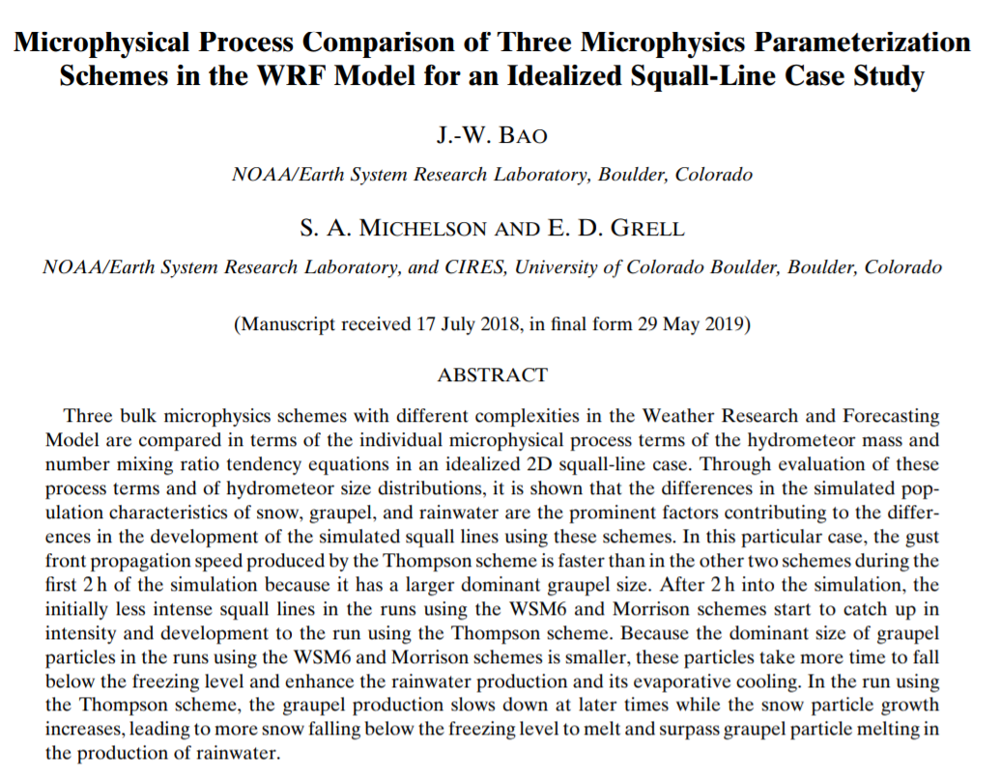 Microphysical Process Comparison of Three Microphysics Parameterization
Schemes in the WRF Model for an Idealized Squall-Line Case Study
J.-W. BAO
NOAA/Earth System Research Laboratory, Boulder, Colorado
S. A. MICHELSON AND E. D. GRELL
NOAA/Earth System Research Laboratory, and CIRES, University of Colorado Boulder, Boulder, Colorado
(Manuscript received 17 July 2018, in final form 29 May 2019)
ABSTRACT
Three bulk microphysics schemes with different complexities in the Weather Research and Forecasting
Model are compared in terms of the individual microphysical process terms of the hydrometeor mass and
number mixing ratio tendency equations in an idealized 2D squall-line case. Through evaluation of these
process terms and of hydrometeor size distributions, it is shown that the differences in the simulated pop-
ulation characteristics of snow, graupel, and rainwater are the prominent factors contributing to the differ-
ences in the development of the simulated squall lines using these schemes. In this particular case, the gust
front propagation speed produced by the Thompson scheme is faster than in the other two schemes during the
first 2 h of the simulation because it has a larger dominant graupel size. After 2 h into the simulation, the
initially less intense squall lines in the runs using the WSM6 and Morrison schemes start to catch up in
intensity and development to the run using the Thompson scheme. Because the dominant size of graupel
particles in the runs using the WSM6 and Morrison schemes is smaller, these particles take more time to fall
below the freezing level and enhance the rainwater production and its evaporative cooling. In the run using
the Thompson scheme, the graupel production slows down at later times while the snow particle growth
increases, leading to more snow falling below the freezing level to melt and surpass graupel particle melting in
the production of rainwater.